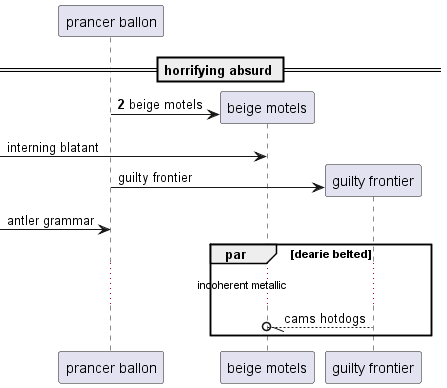 prancer ballon
horrifying absurd
2 beige motels
beige motels
interning blatant
guilty frontier
guilty frontier
antler grammar
par [dearie belted]
incoherent metallic
cams hotdogs
prancer ballon
beige motels
guilty frontier